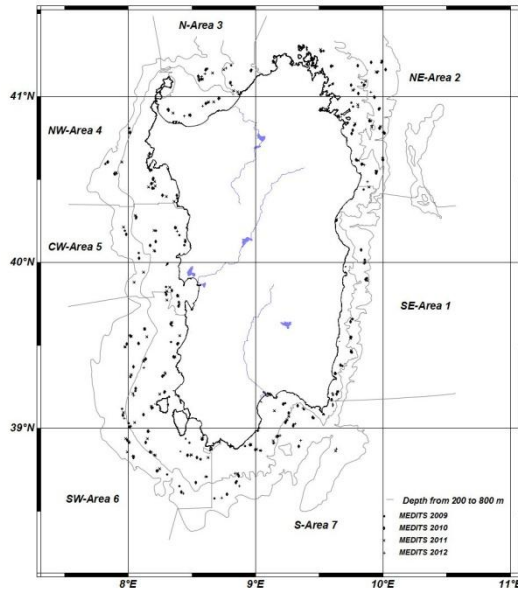 N-Area 3
NE-Area 2
41°N
NW-Area 4
CW-Area 5
40°N
SE-Area 1
39°N
SW-Area 6
S-Area 7
Depth from 200 to 800 m
MEDITS 2009
MEDITS 2010
MEDITS 2011
MEDITS 2012
8°E
9°E
10°E
11°E